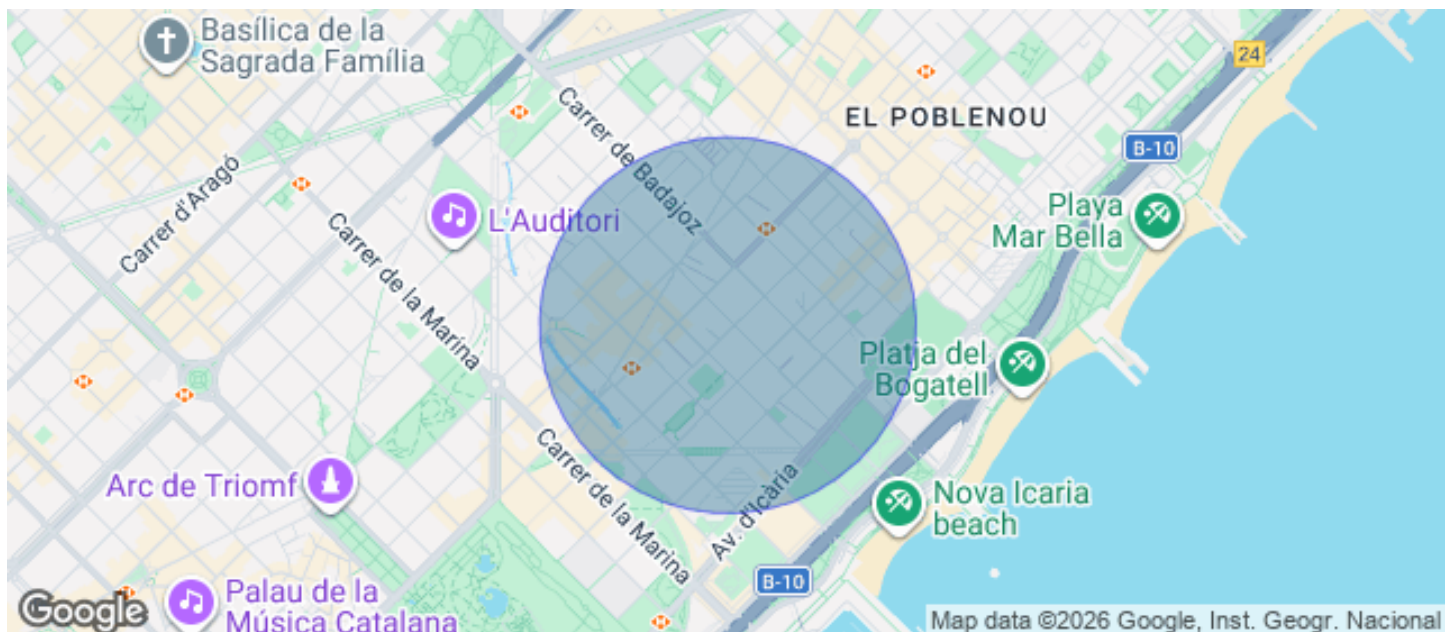 Basílica de la
Sagrada Família
24
Carrer de Badajoz
EL POBLENOU
B-10
Carrer d'Aragó
L'Auditori
Playa
Mar Bella
Carrer de la Marina
Platja del
Bogatell
Carrer de la Marina
Arc de Triomf
Av. d'Icària
Nova Icaria
beach
B-10
Palau de la
Música Catalana
Google
Map data ©2026 Google, Inst. Geogr. Nacional